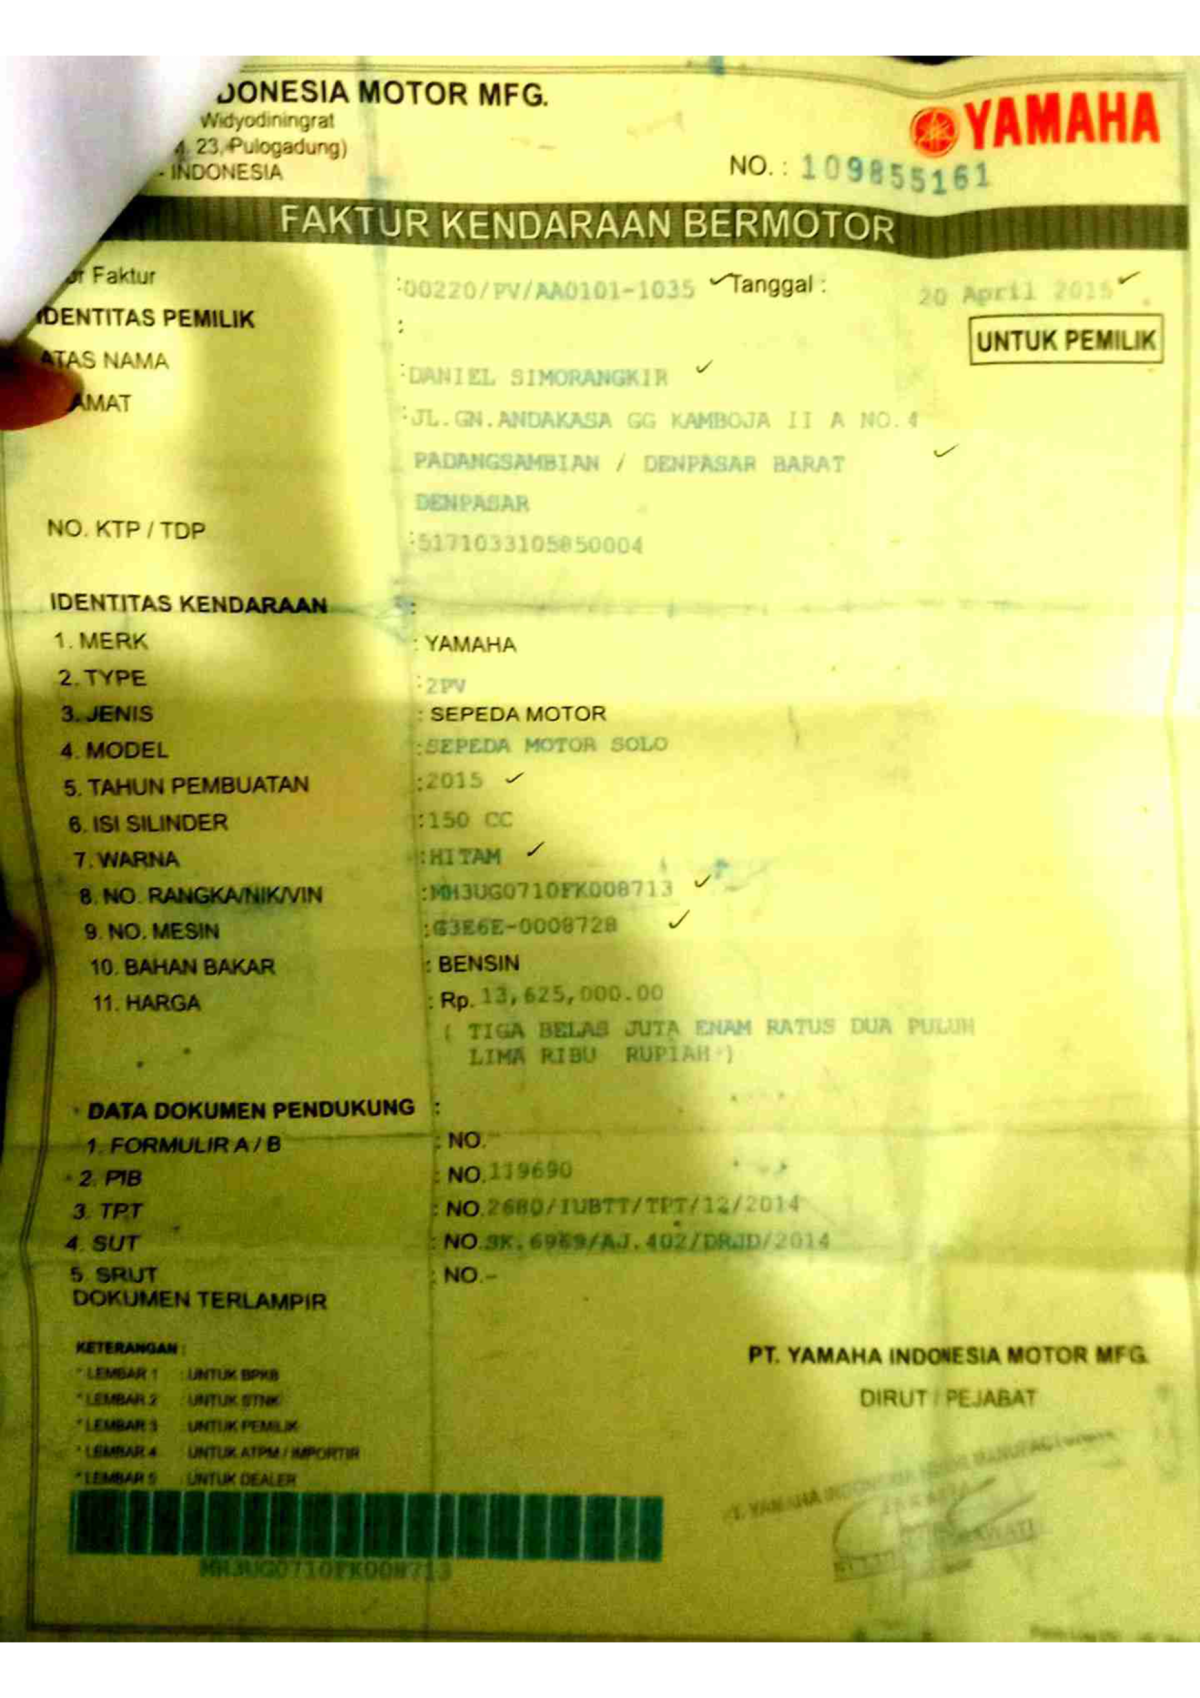 INDONESIA MOTOR MFG.
Widyodiningrat
23, Pulogadung)
- INDONESIA
YAMAHA
NO. : 109855161
FAKTUR KENDARAAN BERMOTOR
Faktur :00220/PV/AA0101-1035 Tanggal : 20 April 2015
IDENTITAS PEMILIK :
UNTUK PEMILIK
ATAS NAMA :DANIEL SIMORANGKIR
AMAT :JL.GN.ANDAKASA GG KAMBOJA II A NO.4
PADANGSAMBIAN / DENPASAR BARAT
DENPASAR
NO. KTP / TDP :5171033105850004
IDENTITAS KENDARAAN :
1. MERK : YAMAHA
2. TYPE :2PV
3. JENIS : SEPEDA MOTOR
4. MODEL :SEPEDA MOTOR SOLO
5. TAHUN PEMBUATAN :2015
6. ISI SILINDER :150 CC
7. WARNA :HITAM
8. NO. RANGKA/NIK/VIN :MH3UG0710FK008713
9. NO. MESIN :G3E6E-0008728
10. BAHAN BAKAR : BENSIN
11. HARGA : Rp. 13,625,000.00
( TIGA BELAS JUTA ENAM RATUS DUA PULUH
LIMA RIBU RUPIAH )
DATA DOKUMEN PENDUKUNG :
1. FORMULIR A / B : NO.-
2. PIB : NO.119690
3. TPT : NO.2680/IUBTT/TPT/12/2014
4. SUT : NO.SK.6969/AJ.402/DRJD/2014
5. SRUT : NO.-
DOKUMEN TERLAMPIR
KETERANGAN :
* LEMBAR 1 : UNTUK BPKB
* LEMBAR 2 UNTUK STNK
* LEMBAR 3 UNTUK PEMILIK
* LEMBAR 4 UNTUK ATPM / IMPORTIR
* LEMBAR 5 : UNTUK DEALER
PT. YAMAHA INDONESIA MOTOR MFG.
DIRUT / PEJABAT
MH3UG0710FK008713